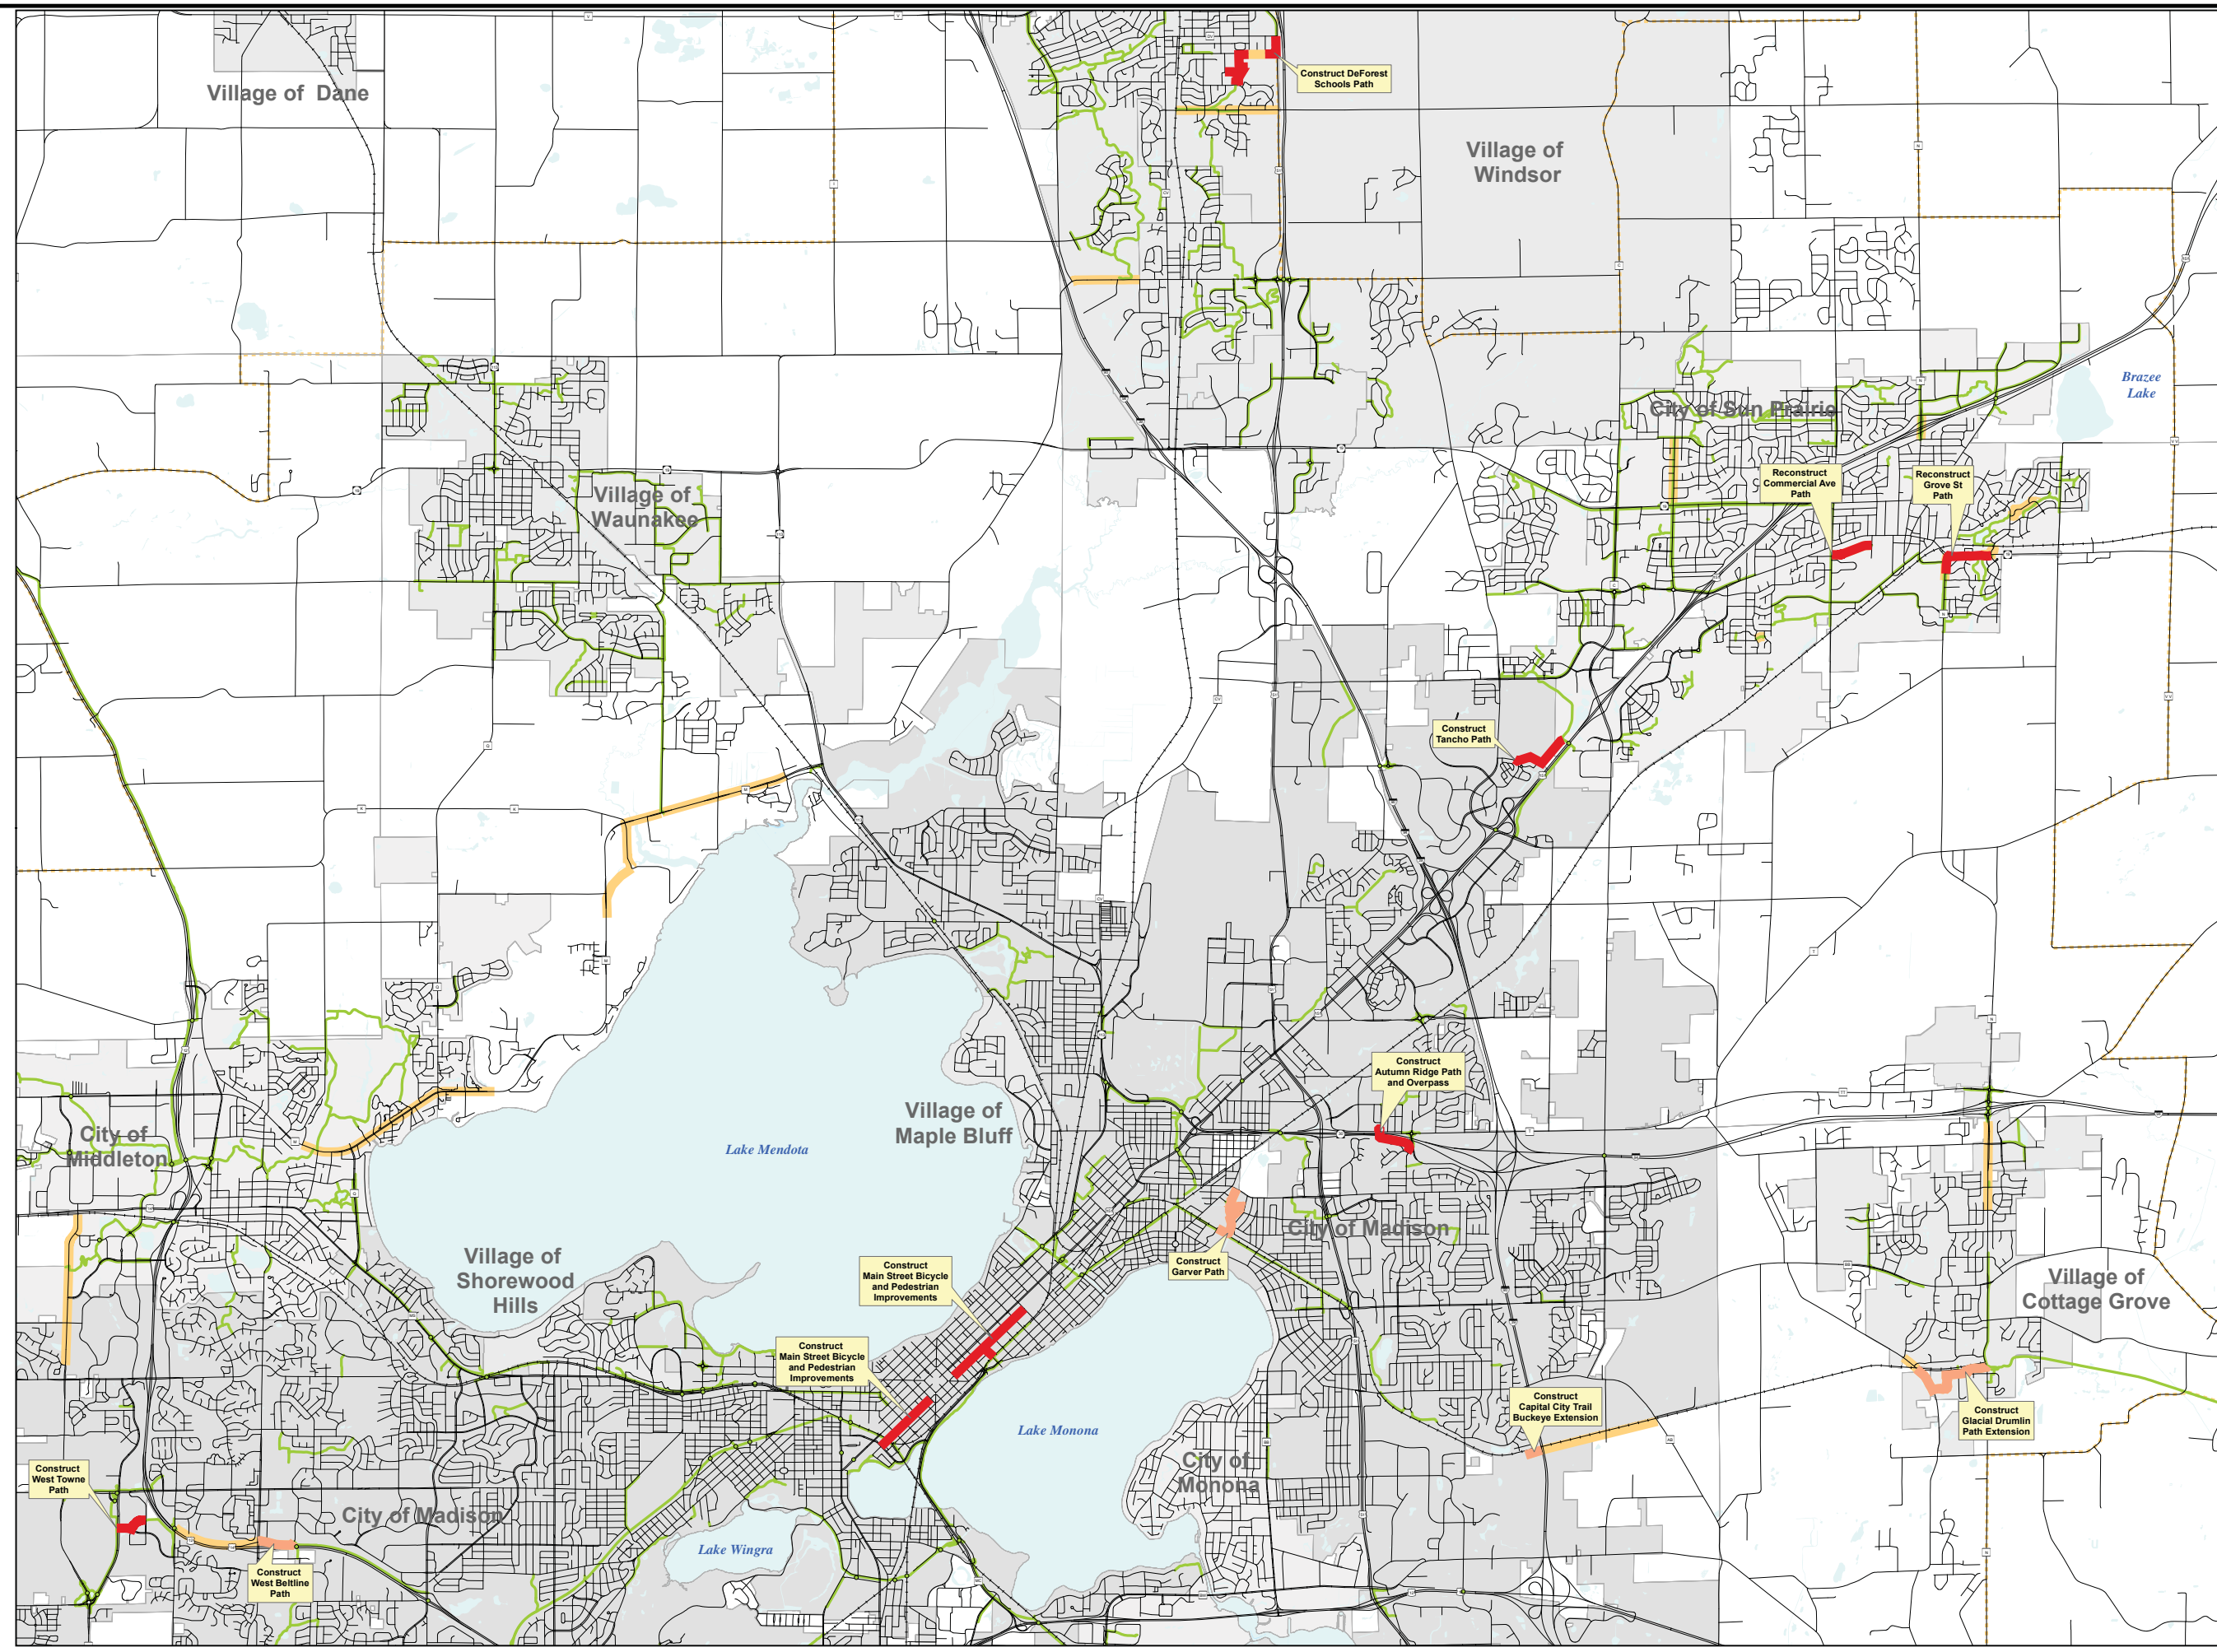 Village of Dane
Construct DeForest
Schools Path
Village of
Windsor
Brazee
Lake
City of Sun Prairie
Reconstruct
Commercial Ave
Path
Reconstruct
Grove St
Path
Village of
Waunakee
Construct
Tancho Path
Construct
Autumn Ridge Path
and Overpass
Village of
Maple Bluff
City of
Middleton
Lake Mendota
City of Madison
Construct
Garver Path
Village of
Shorewood
Hills
Construct
Main Street Bicycle
and Pedestrian
Improvements
Village of
Cottage Grove
Construct
Main Street Bicycle
and Pedestrian
Improvements
Construct
Capital City Trail
Buckeye Extension
Construct
Glacial Drumlin
Path Extension
Lake Monona
City of
Monona
Construct
West Towne
Path
City of Madison
Lake Wingra
Construct
West Beltline
Path